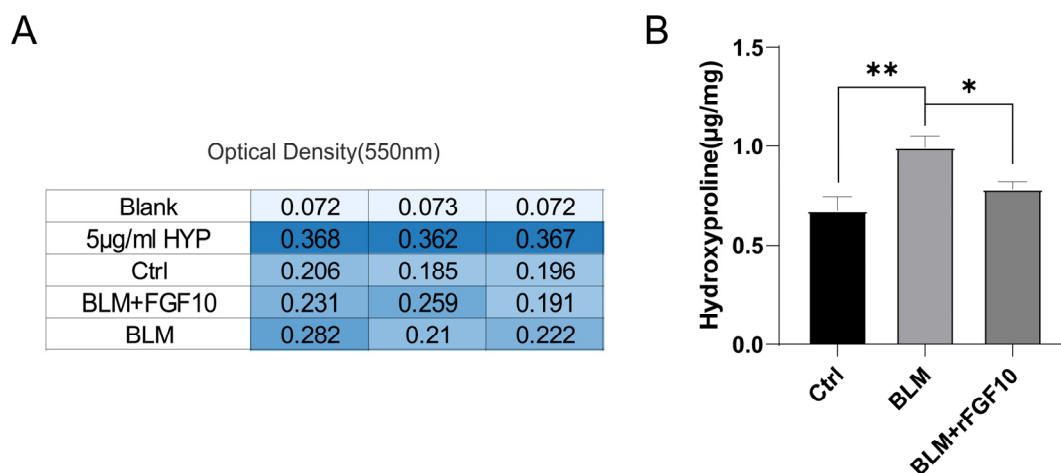 A
Optical Density(550nm)
Blank 0.072 0.073 0.072
5μg/ml HYP 0.368 0.362 0.367
Ctrl 0.206 0.185 0.196
BLM+FGF10 0.231 0.259 0.191
BLM 0.282 0.21 0.222
B
Hydroxyproline(μg/mg)
1.5
1.0
0.5
0.0
**
*
Ctrl
BLM
BLM+rFGF10